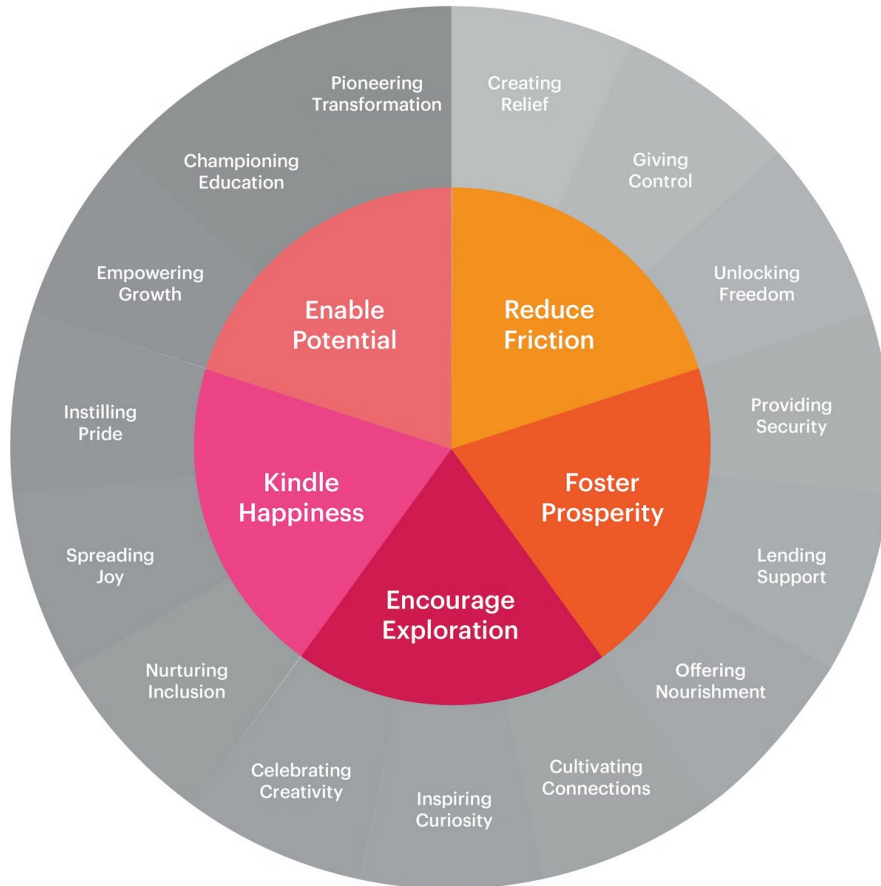 Pioneering
Transformation
Creating
Relief
Championing
Education
Giving
Control
Empowering
Growth
Unlocking
Freedom
Enable
Potential
Reduce
Friction
Instilling
Pride
Providing
Security
Kindle
Happiness
Foster
Prosperity
Spreading
Joy
Lending
Support
Encourage
Exploration
Nurturing
Inclusion
Offering
Nourishment
Celebrating
Creativity
Inspiring
Curiosity
Cultivating
Connections